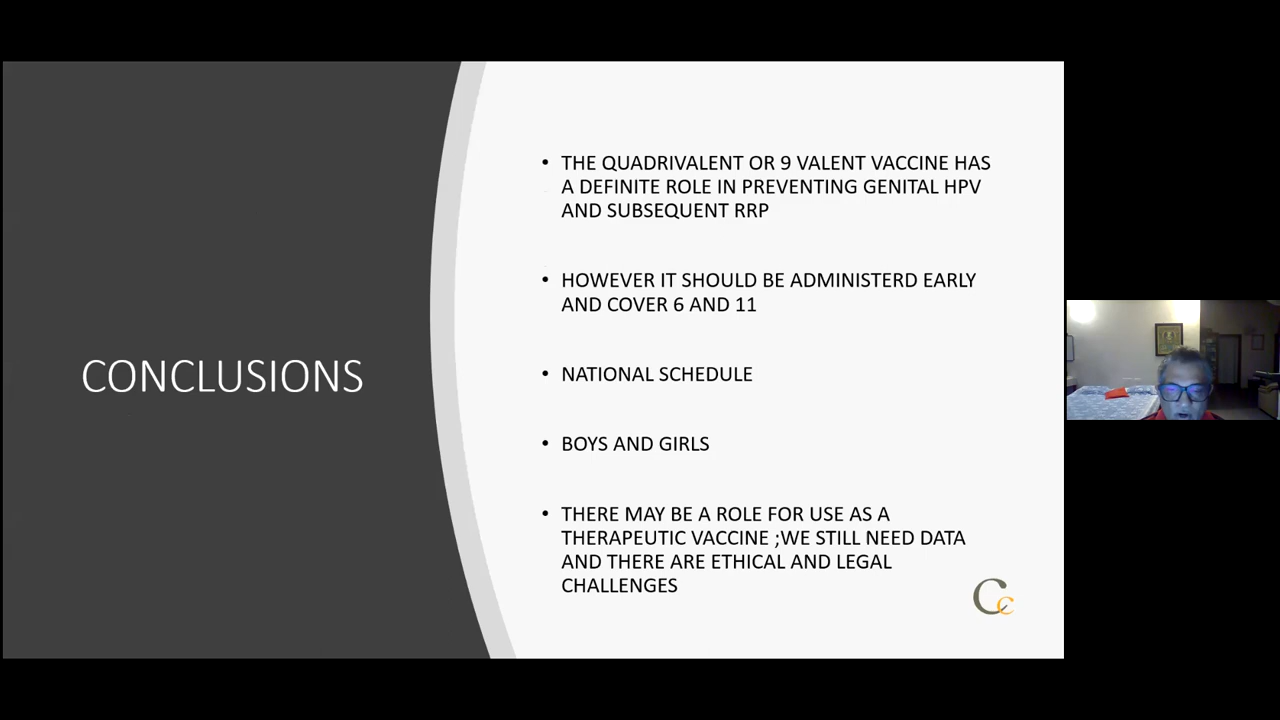 CONCLUSIONS
• THE QUADRIVALENT OR 9 VALENT VACCINE HAS
A DEFINITE ROLE IN PREVENTING GENITAL HPV
AND SUBSEQUENT RRP
• HOWEVER IT SHOULD BE ADMINISTERD EARLY
AND COVER 6 AND 11
• NATIONAL SCHEDULE
• BOYS AND GIRLS
• THERE MAY BE A ROLE FOR USE AS A
THERAPEUTIC VACCINE ;WE STILL NEED DATA
AND THERE ARE ETHICAL AND LEGAL
CHALLENGES
Cc